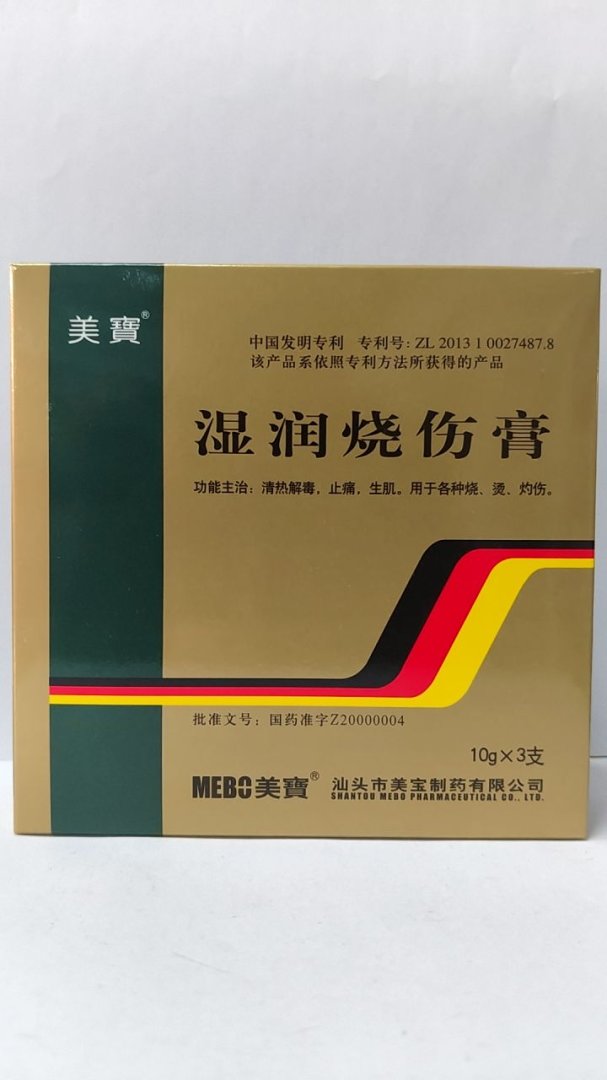 美寶®
中国发明专利 专利号：ZL 2013 1 0027487.8
该产品系依照专利方法所获得的产品
湿润烧伤膏
功能主治：清热解毒，止痛，生肌。用于各种烧、烫、灼伤。
批准文号：国药准字Z20000004
10g×3支
MEBO美寶® 汕头市美宝制药有限公司
SHANTOU MEBO PHARMACEUTICAL CO., LTD.